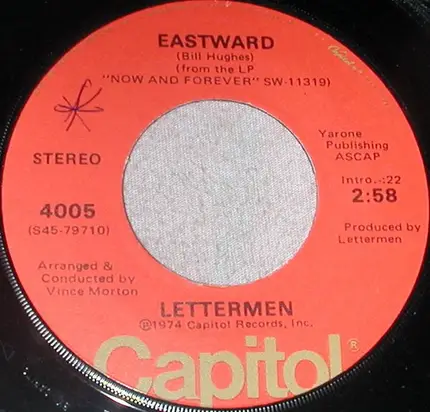 EASTWARD
(Bill Hughes)
(from the LP
"NOW AND FOREVER" SW-11319)
STEREO
4005
(S45-79710)
Arranged &
Conducted by
Vince Morton
Yarone
Publishing
ASCAP
Intro.-:22
2:58
Produced by
Lettermen
LETTERMEN
℗1974 Capitol Records, Inc.
Capitol®